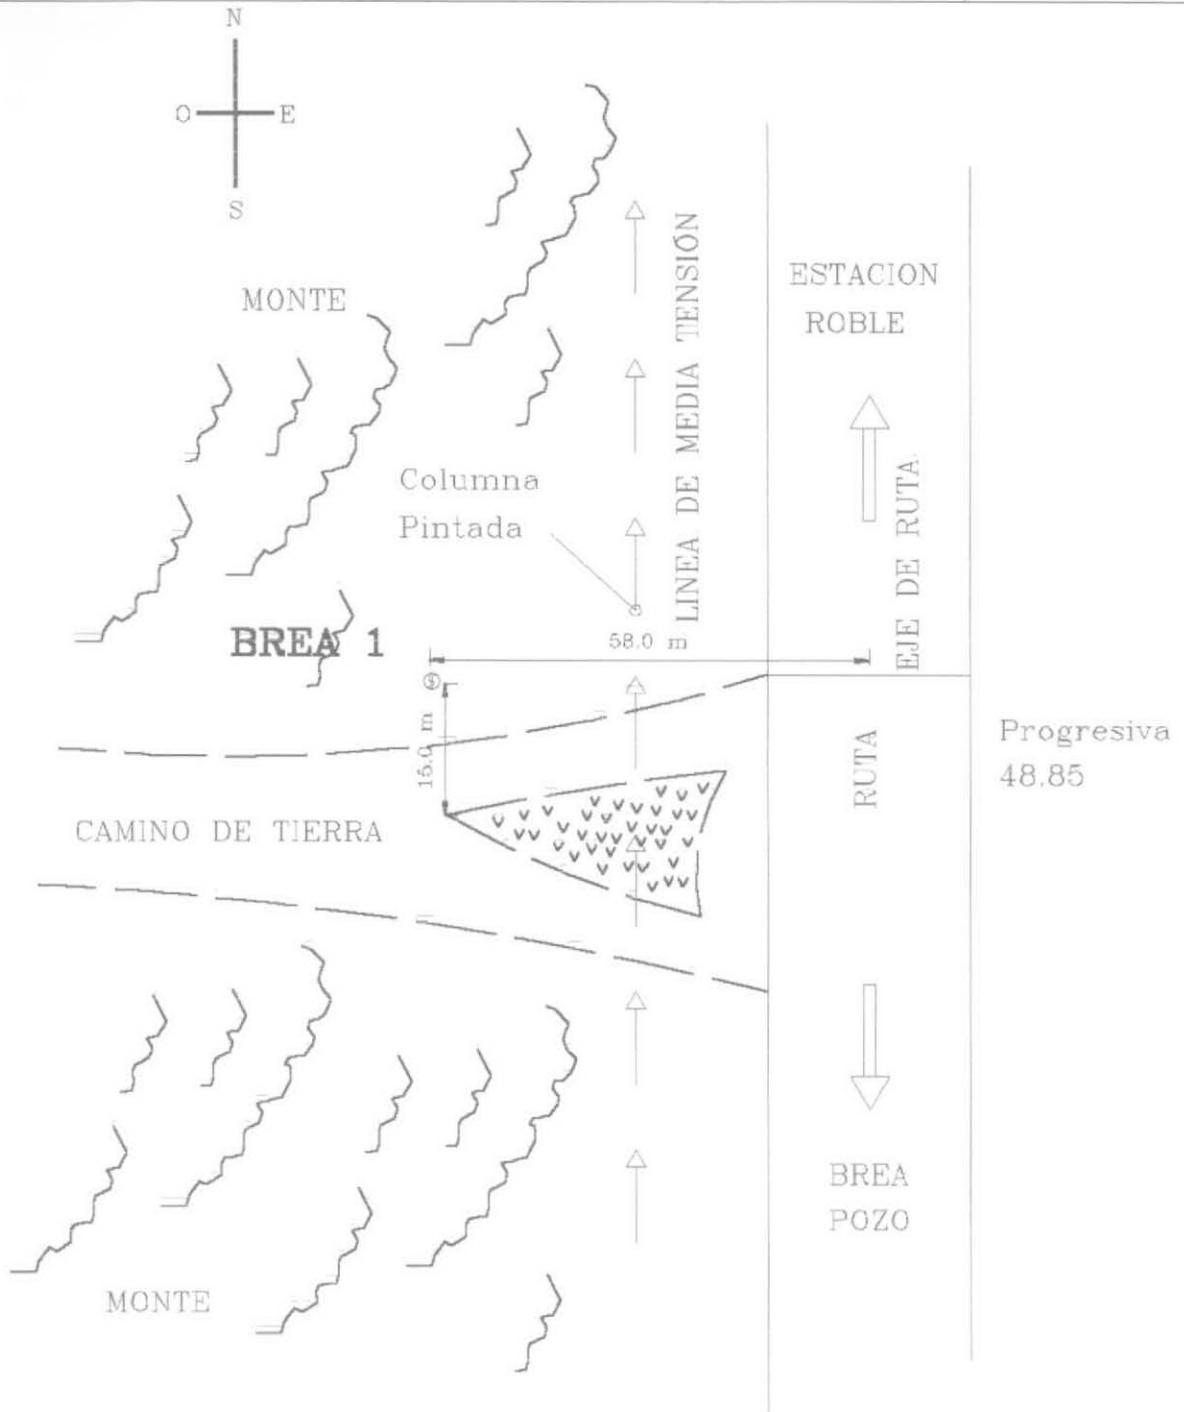 N
O E
S
MONTE
ESTACION
ROBLE
LINEA DE MEDIA TENSIÓN
Columna
Pintada
EJE DE RUTA
BREA 1
58.0 m
15.0 m
RUTA
Progresiva
48.85
CAMINO DE TIERRA
BREA
POZO
MONTE